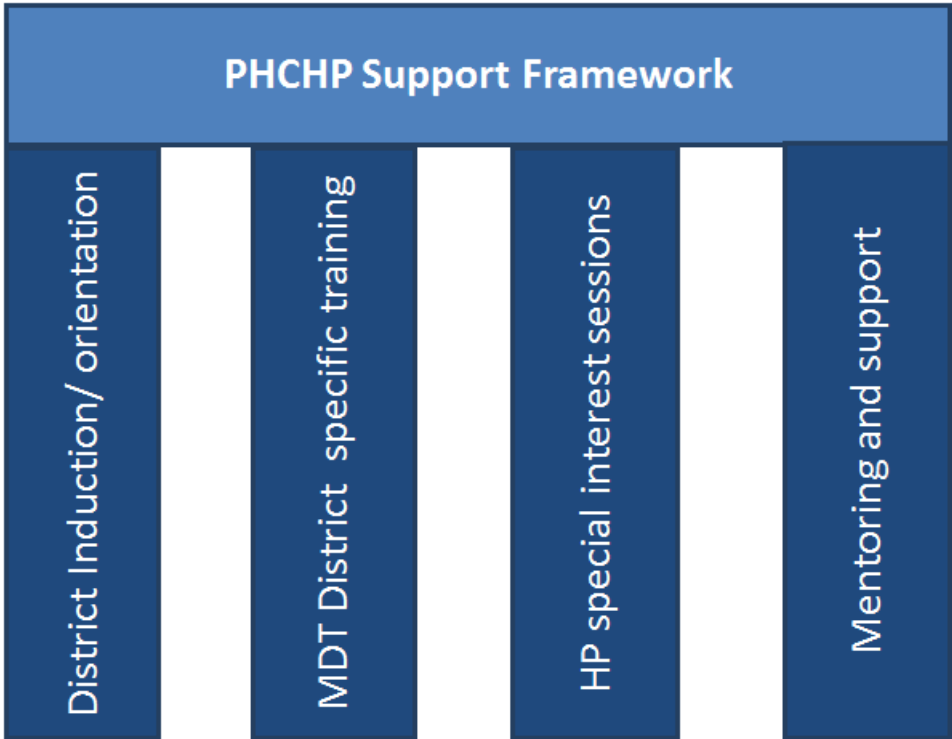 PHCHP Support Framework
District Induction/ orientation
MDT District specific training
HP special interest sessions
Mentoring and support